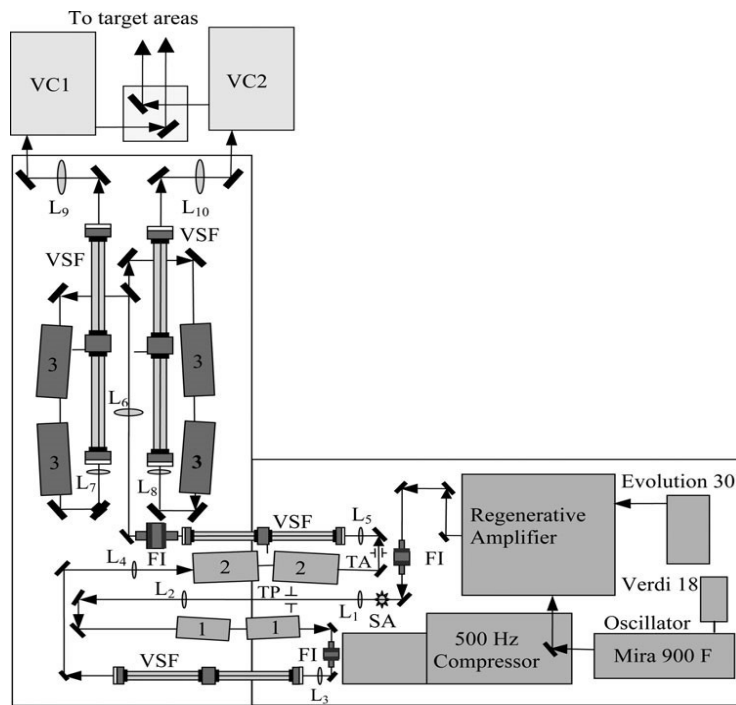 To target areas
VC1
VC2
L9
L10
VSF
VSF
3
3
L6
3
3
L7
L8
Evolution 30
Regenerative
Amplifier
FI
VSF
L5
FI
L4
2
2
TA
Verdi 18
L2
TP
L1
SA
Oscillator
500 Hz
Compressor
Mira 900 F
1
1
VSF
FI
L3